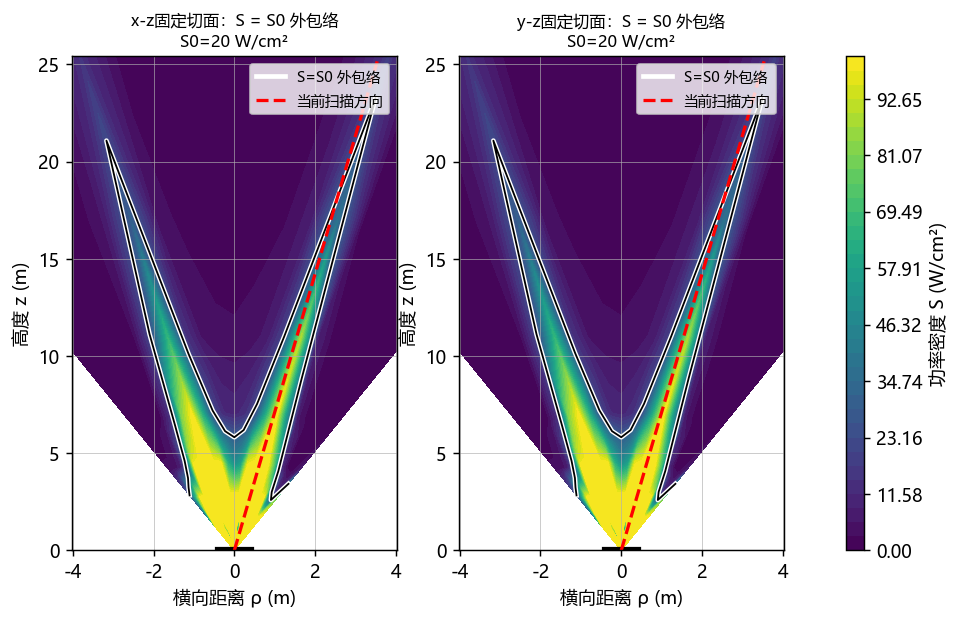 x-z固定切面：S = S0 外包络
S0=20 W/cm²
y-z固定切面：S = S0 外包络
S0=20 W/cm²
S=S0 外包络
当前扫描方向
S=S0 外包络
当前扫描方向
高度 z (m)
25
20
15
10
5
0
-4
-2
0
2
4
横向距离 ρ (m)
高度 z (m)
25
20
15
10
5
0
-4
-2
0
2
4
横向距离 ρ (m)
92.65
81.07
69.49
57.91
46.32
34.74
23.16
11.58
0.00
功率密度 S (W/cm²)